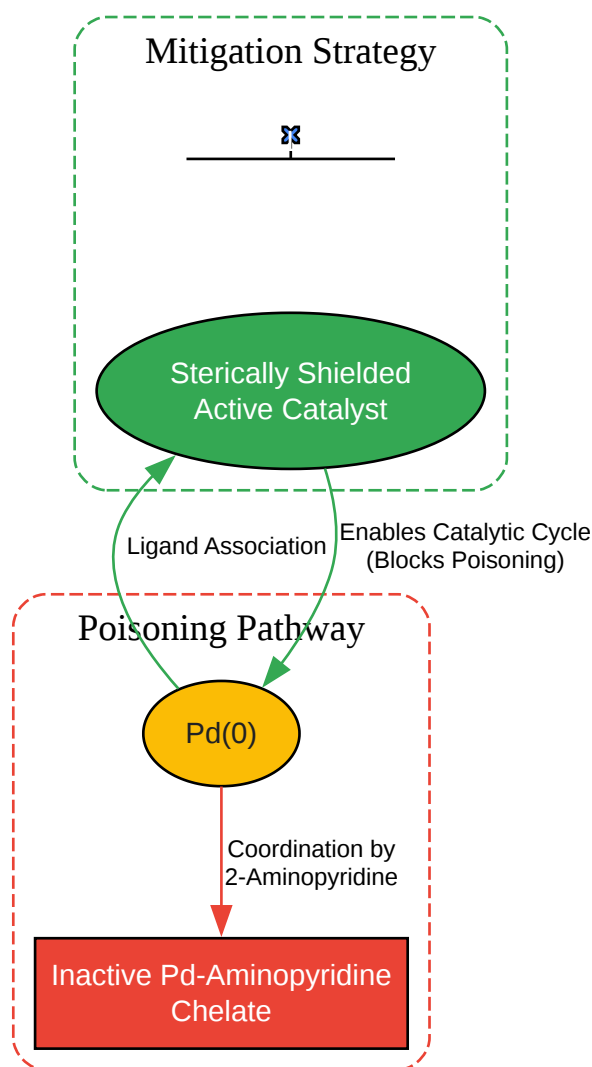 Mitigation Strategy
Sterically Shielded
Active Catalyst
Ligand Association
Enables Catalytic Cycle
(Blocks Poisoning)
Poisoning Pathway
Pd(0)
Coordination by
2-Aminopyridine
Inactive Pd-Aminopyridine
Chelate